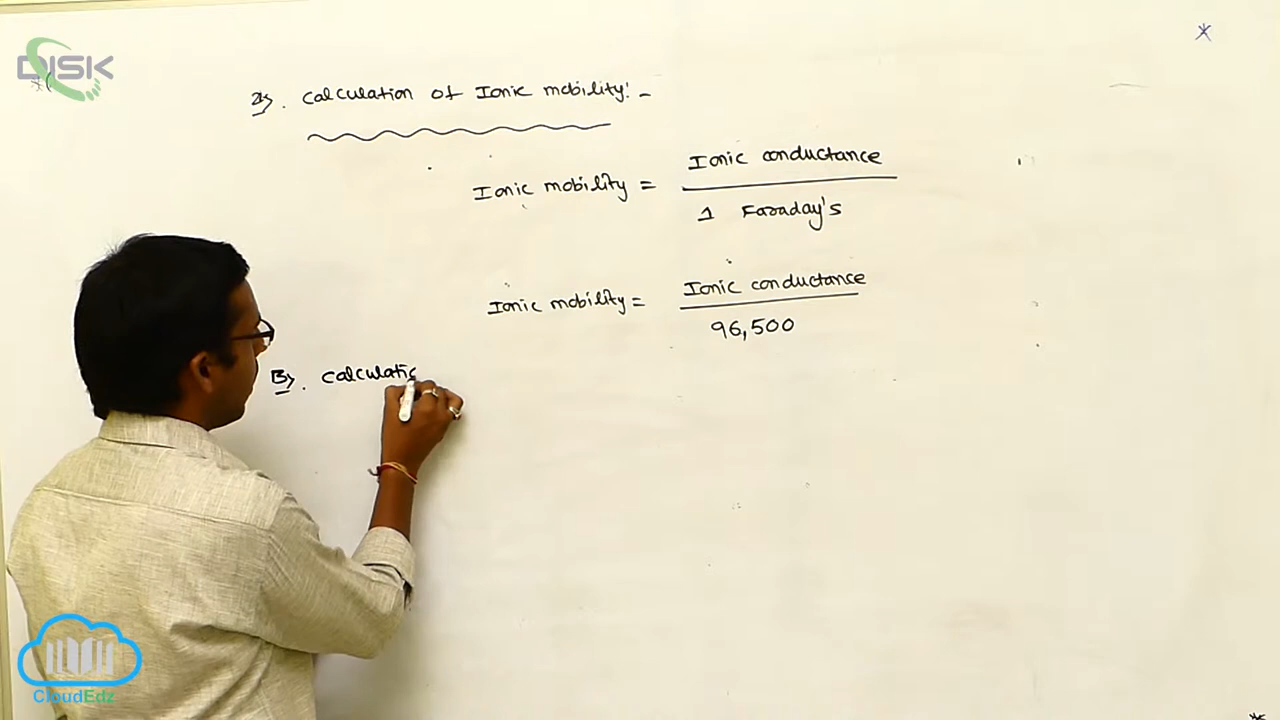 DISK
2). Calculation of Ionic mobility:-
Ionic mobility = Ionic conductance
1 Faraday's
Ionic mobility = Ionic conductance
96,500
3). Calculatio
CloudEdz